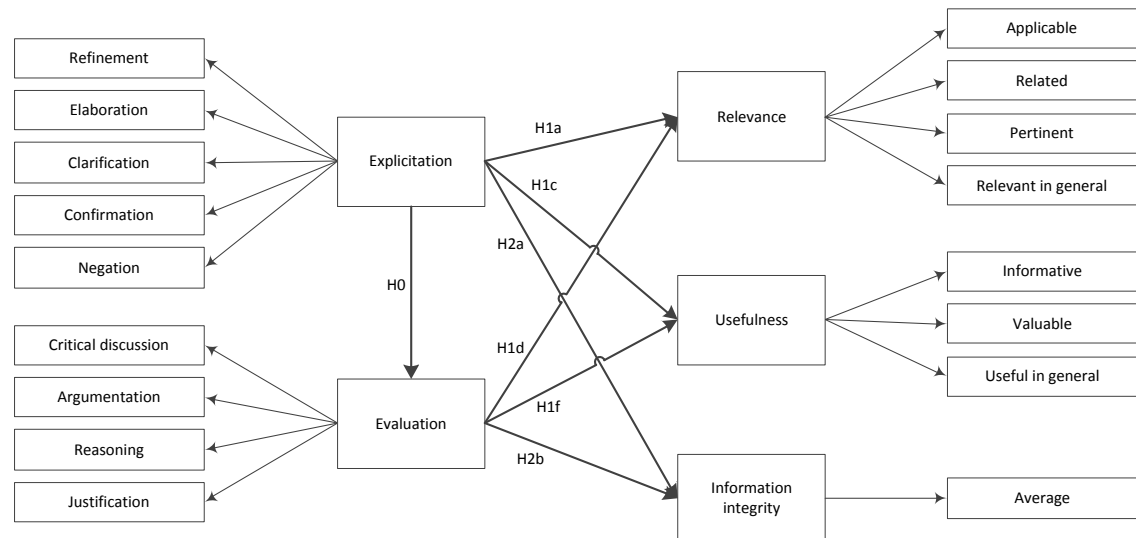 Refinement
Elaboration
Clarification
Confirmation
Negation
Critical discussion
Argumentation
Reasoning
Justification
Explicitation
Evaluation
H0
H1a
H1c
H2a
H1d
H1f
H2b
Relevance
Usefulness
Information
integrity
Applicable
Related
Pertinent
Relevant in general
Informative
Valuable
Useful in general
Average